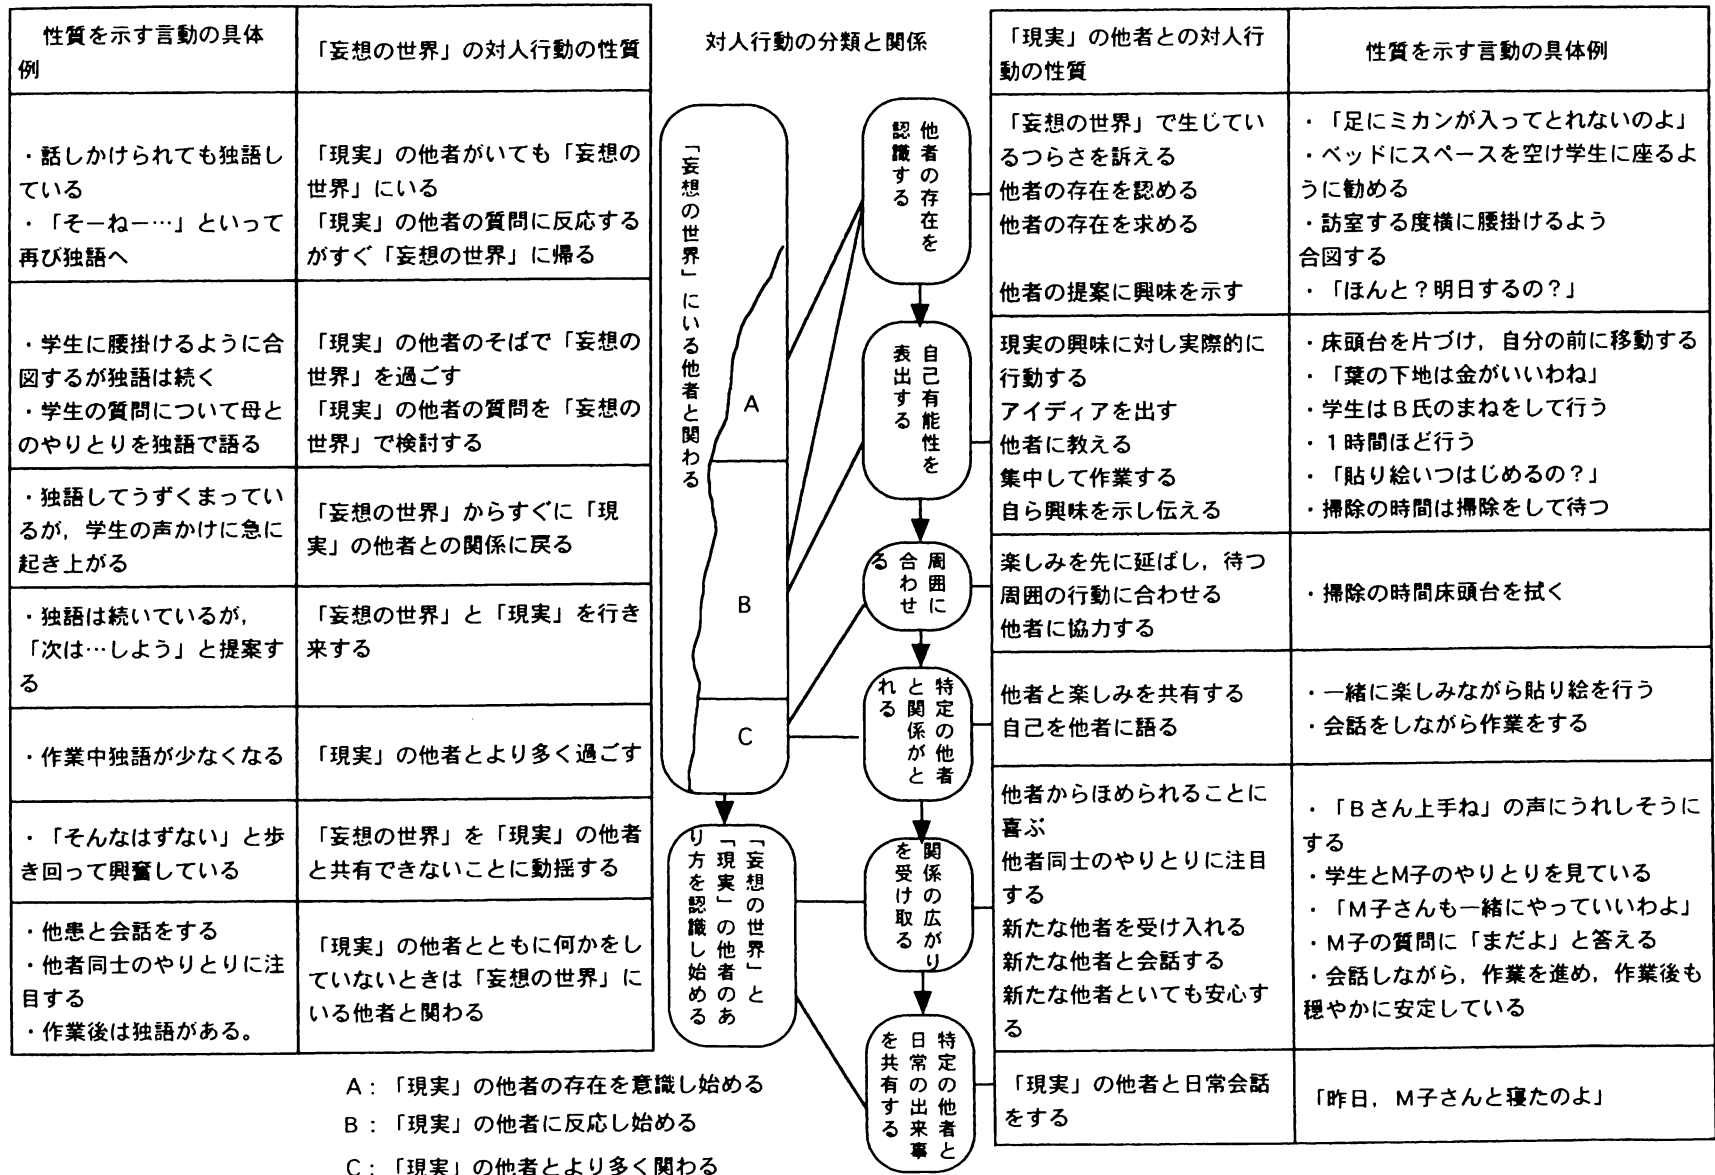 性質を示す言動の具体
例
「妄想の世界」の対人行動の性質
・話しかけられても独語し
ている
・「そーねー…」といって
再び独語へ
「現実」の他者がいても「妄想の
世界」にいる
「現実」の他者の質問に反応する
がすぐ「妄想の世界」に帰る
・学生に腰掛けるように合
図するが独語は続く
・学生の質問について母と
のやりとりを独語で語る
「現実」の他者のそばで「妄想の
世界」を過ごす
「現実」の他者の質問を「妄想の
世界」で検討する
・独語してうずくまってい
るが，学生の声かけに急に
起き上がる
「妄想の世界」からすぐに「現
実」の他者との関係に戻る
・独語は続いているが，
「次は…しよう」と提案す
る
「妄想の世界」と「現実」を行き
来する
・作業中独語が少なくなる
「現実」の他者とより多く過ごす
・「そんなはずない」と歩
き回って興奮している
「妄想の世界」を「現実」の他者
と共有できないことに動揺する
・他患と会話をする
・他者同士のやりとりに注
目する
・作業後は独語がある。
「現実」の他者とともに何かをし
ていないときは「妄想の世界」に
いる他者と関わる
対人行動の分類と関係
「妄想の世界」にいる他者と関わる
A
B
C
「妄想の世界」と
「現実」の他者のあ
り方を認識し始める
他者の存在を
認識する
自己有能性を
表出する
周囲に
合わせ
る
特定の他者
と関係がと
れる
関係の広がり
を受け取る
特定の他者と
日常の出来事
を共有する
「現実」の他者との対人行
動の性質
性質を示す言動の具体例
「妄想の世界」で生じてい
るつらさを訴える
他者の存在を認める
他者の存在を求める
他者の提案に興味を示す
・「足にミカンが入ってとれないのよ」
・ベッドにスペースを空け学生に座るよ
うに勧める
・訪室する度横に腰掛けるよう
合図する
・「ほんと？明日するの？」
現実の興味に対し実際的に
行動する
アイディアを出す
他者に教える
集中して作業する
自ら興味を示し伝える
・床頭台を片づけ，自分の前に移動する
・「葉の下地は金がいいわね」
・学生はB氏のまねをして行う
・1時間ほど行う
・「貼り絵いつはじめるの？」
・掃除の時間は掃除をして待つ
楽しみを先に延ばし，待つ
周囲の行動に合わせる
他者に協力する
・掃除の時間床頭台を拭く
他者と楽しみを共有する
自己を他者に語る
・一緒に楽しみながら貼り絵を行う
・会話をしながら作業をする
他者からほめられることに
喜ぶ
他者同士のやりとりに注目
する
新たな他者を受け入れる
新たな他者と会話する
新たな他者といても安心す
る
・「Bさん上手ね」の声にうれしそうに
する
・学生とM子のやりとりを見ている
・「M子さんも一緒にやっていいわよ」
・M子の質問に「まだよ」と答える
・会話しながら，作業を進め，作業後も
穏やかに安定している
「現実」の他者と日常会話
をする
「昨日，M子さんと寝たのよ」
A：「現実」の他者の存在を意識し始める
B：「現実」の他者に反応し始める
C：「現実」の他者とより多く関わる